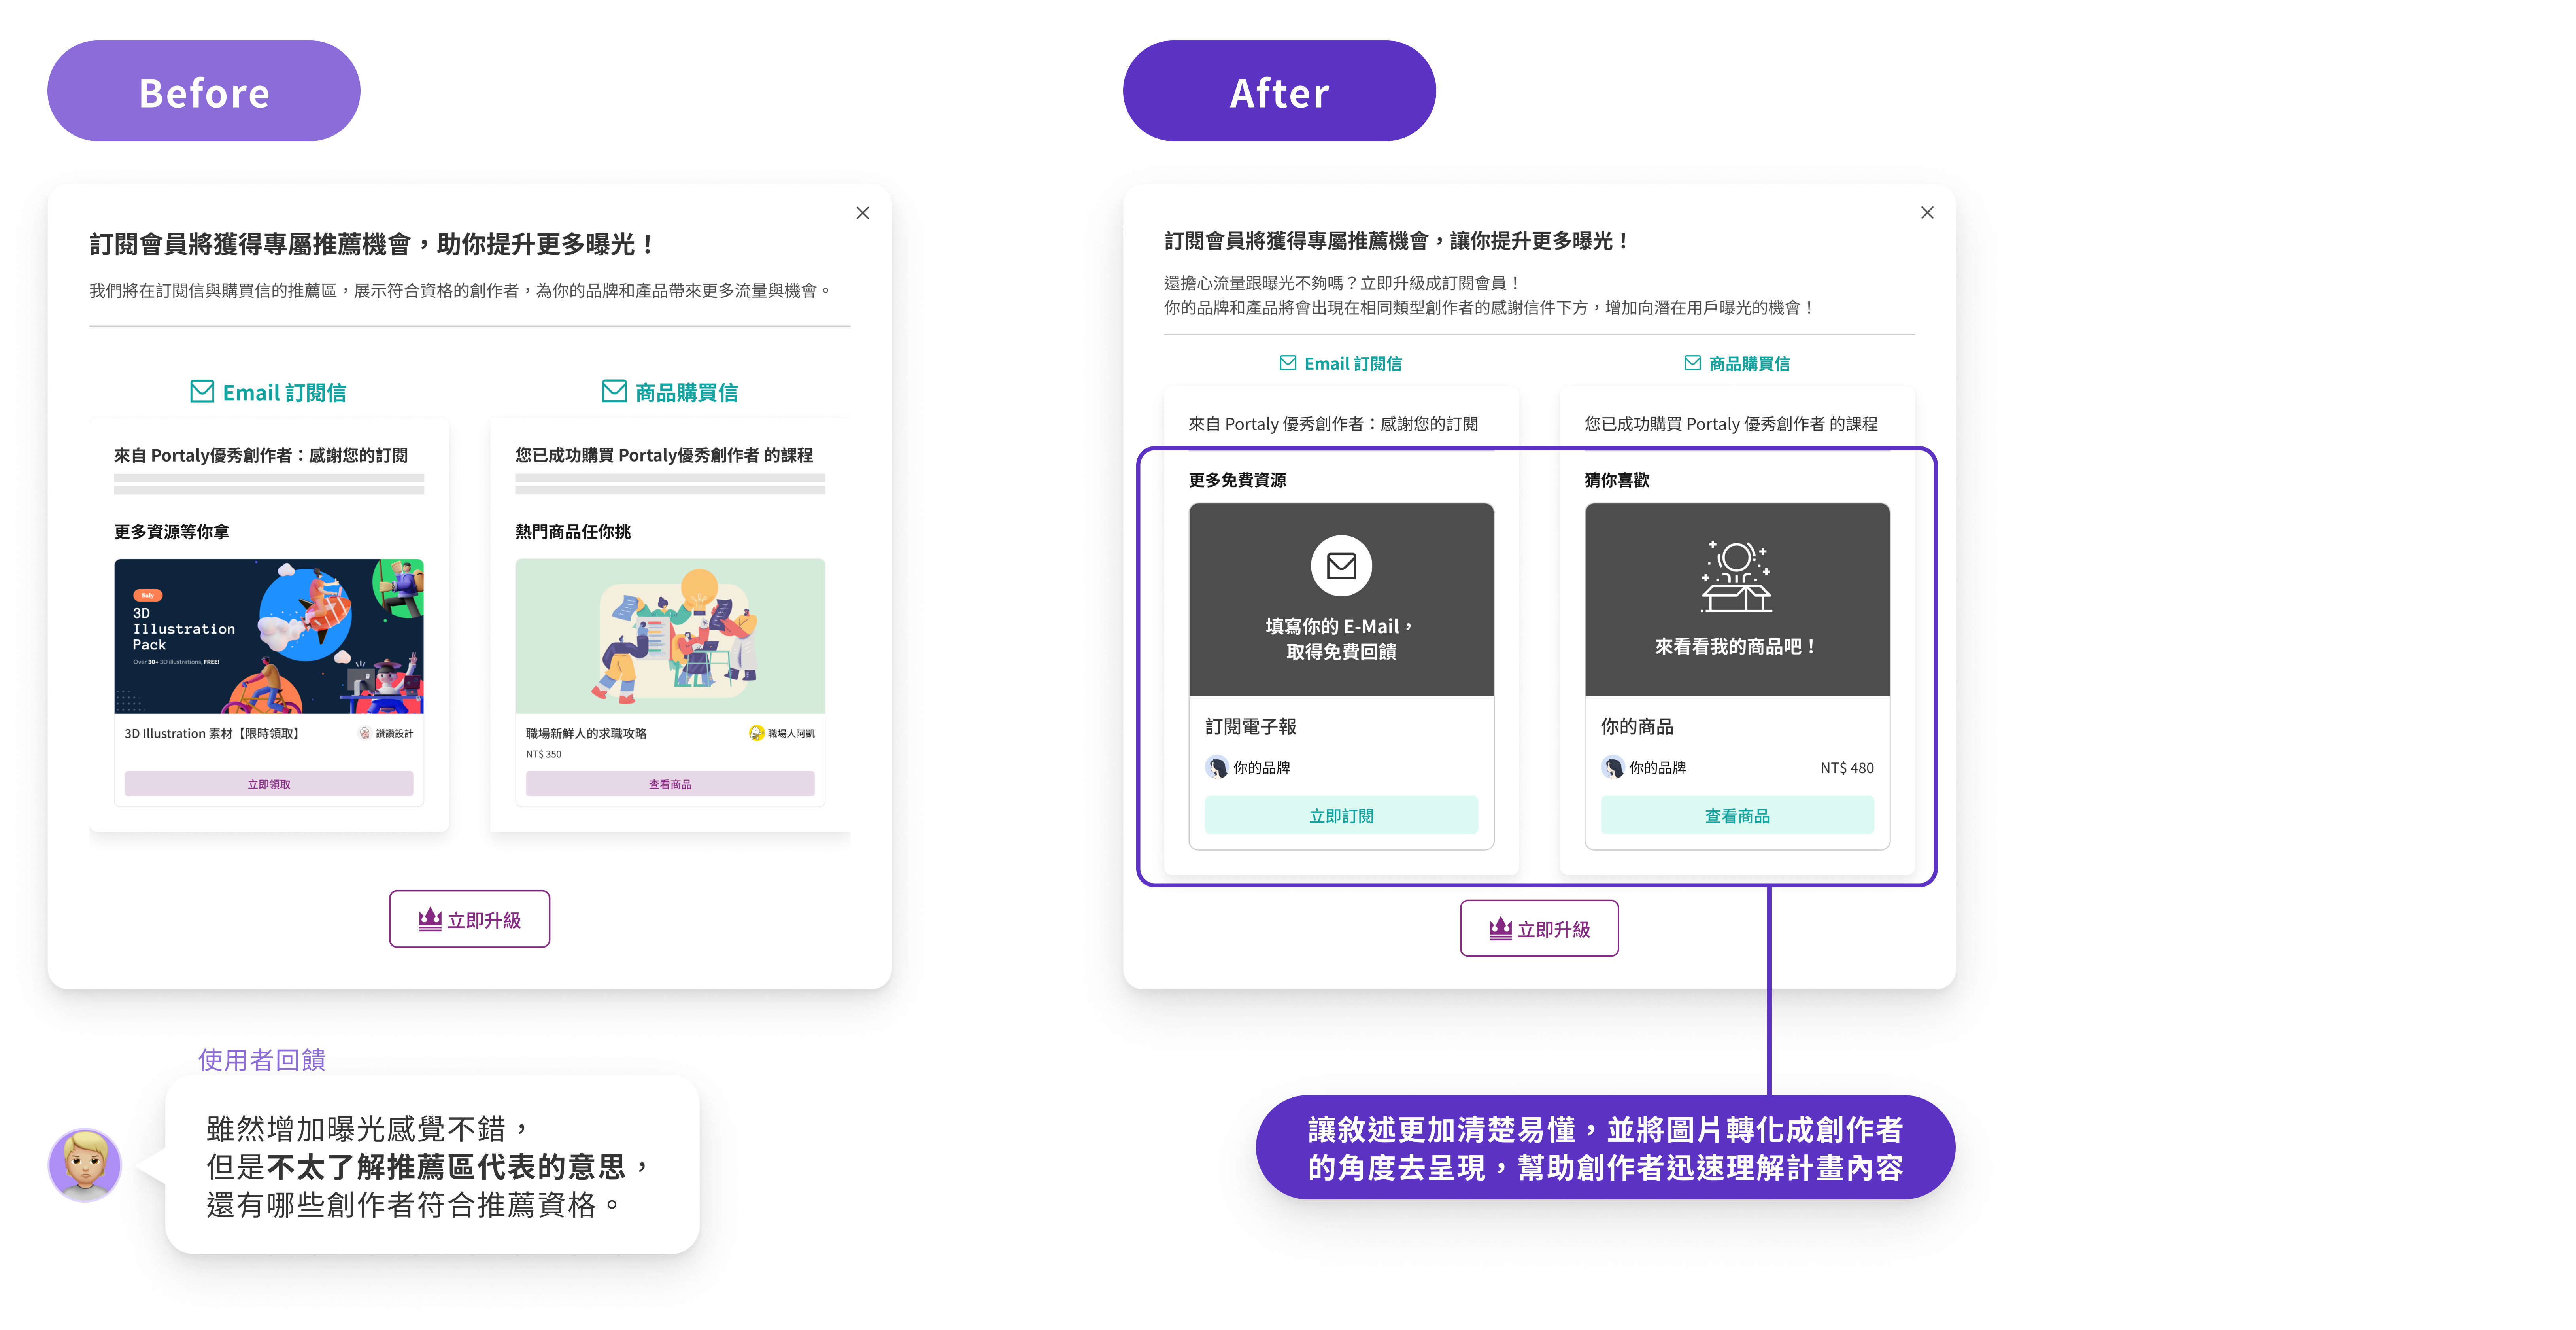 Before
訂閱會員將獲得專屬推薦機會，助你提升更多曝光！
我們將在訂閱信與購買信的推薦區，展示符合資格的創作者，為你的品牌和產品帶來更多流量與機會。
Email 訂閱信
來自 Portaly優秀創作者：感謝您的訂閱
更多資源等你拿
3D
Illustration
Pack
Over 30+ 3D illustrations, FREE!
3D Illustration 素材【限時領取】
讚讚設計
立即領取
商品購買信
您已成功購買 Portaly優秀創作者 的課程
熱門商品任你挑
職場新鮮人的求職攻略
職場人阿凱
NT$ 350
查看商品
立即升級
使用者回饋
雖然增加曝光感覺不錯，
但是不太了解推薦區代表的意思，
還有哪些創作者符合推薦資格。
After
訂閱會員將獲得專屬推薦機會，讓你提升更多曝光！
還擔心流量跟曝光不夠嗎？立即升級成訂閱會員！
你的品牌和產品將會出現在相同類型創作者的感謝信件下方，增加向潛在用戶曝光的機會！
Email 訂閱信
來自 Portaly 優秀創作者：感謝您的訂閱
更多免費資源
填寫你的 E-Mail，
取得免費回饋
訂閱電子報
你的品牌
立即訂閱
商品購買信
您已成功購買 Portaly 優秀創作者 的課程
猜你喜歡
來看看我的商品吧！
你的商品
你的品牌
NT$ 480
查看商品
立即升級
讓敘述更加清楚易懂，並將圖片轉化成創作者
的角度去呈現，幫助創作者迅速理解計畫內容